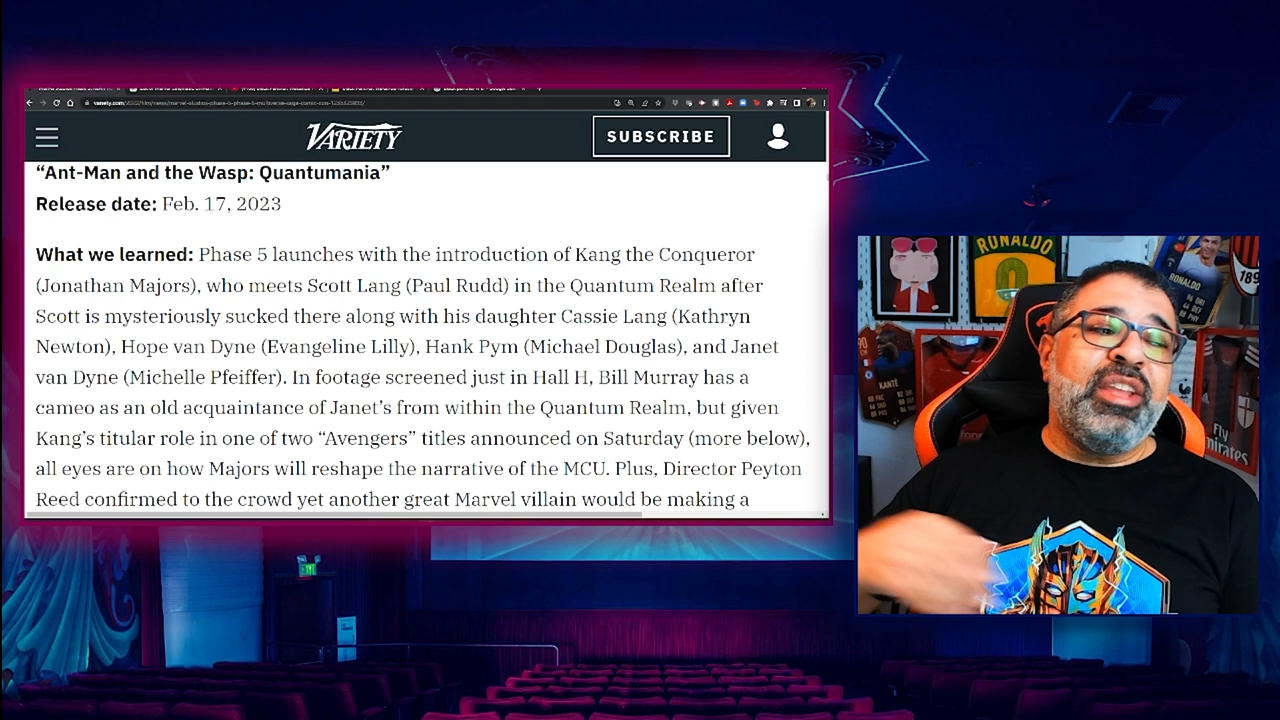 VARIETY
SUBSCRIBE
“Ant-Man and the Wasp: Quantumania”
Release date: Feb. 17, 2023
What we learned: Phase 5 launches with the introduction of Kang the Conqueror
(Jonathan Majors), who meets Scott Lang (Paul Rudd) in the Quantum Realm after
Scott is mysteriously sucked there along with his daughter Cassie Lang (Kathryn
Newton), Hope van Dyne (Evangeline Lilly), Hank Pym (Michael Douglas), and Janet
van Dyne (Michelle Pfeiffer). In footage screened just in Hall H, Bill Murray has a
cameo as an old acquaintance of Janet’s from within the Quantum Realm, but given
Kang’s titular role in one of two “Avengers” titles announced on Saturday (more below),
all eyes are on how Majors will reshape the narrative of the MCU. Plus, Director Peyton
Reed confirmed to the crowd yet another great Marvel villain would be making a
RONALDO
RONALDO
189
90
KANTÉ
Fly
Emirates